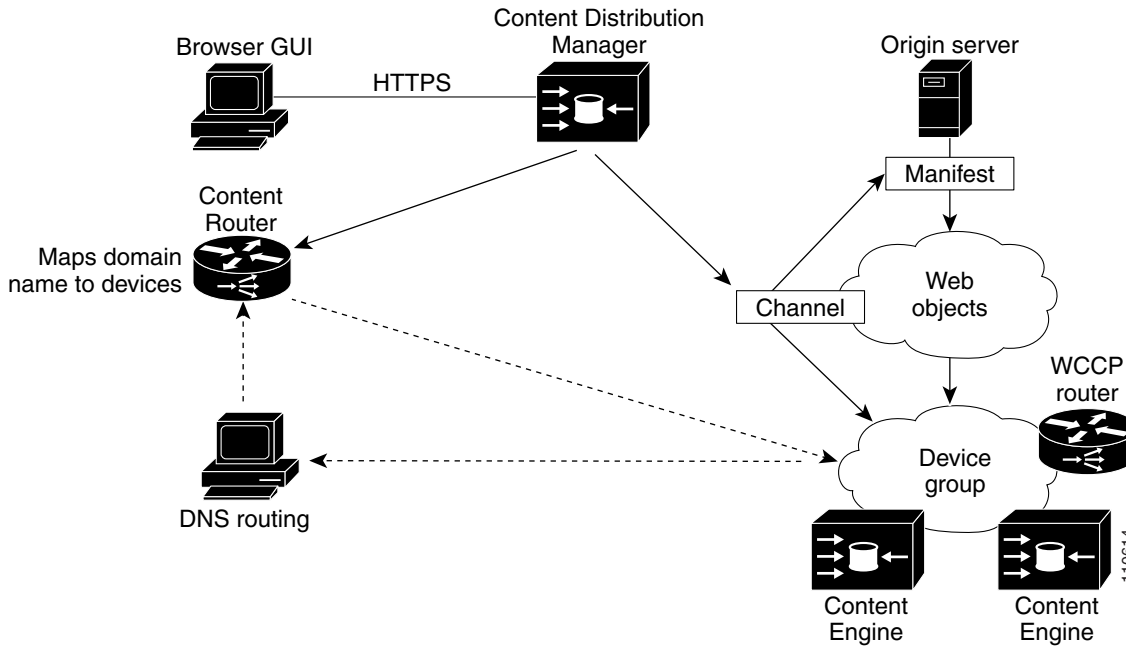 Content Distribution
Manager
Browser GUI
Origin server
HTTPS
Manifest
Content
Router
Maps domain
name to devices
Web
objects
Channel
WCCP
router
Device
group
DNS routing
Content
Engine
Content
Engine